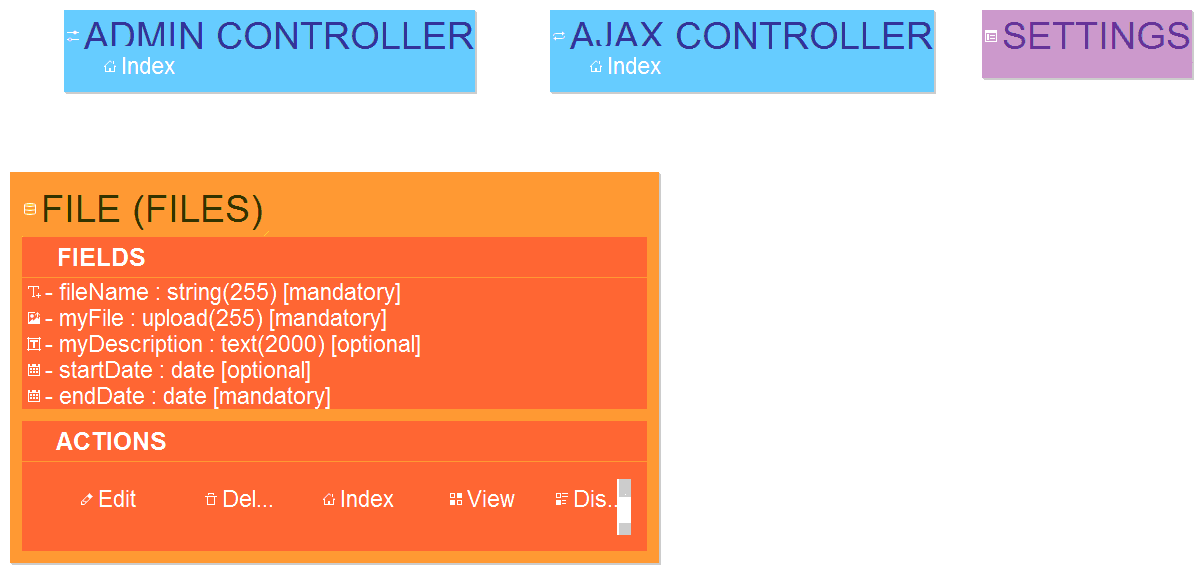 ADMIN CONTROLLER
Index
AJAX CONTROLLER
Index
SETTINGS
FILE (FILES)
FIELDS
- fileName : string(255) [mandatory]
- myFile : upload(255) [mandatory]
- myDescription : text(2000) [optional]
- startDate : date [optional]
- endDate : date [mandatory]
ACTIONS
Edit Del... Index View Dis..